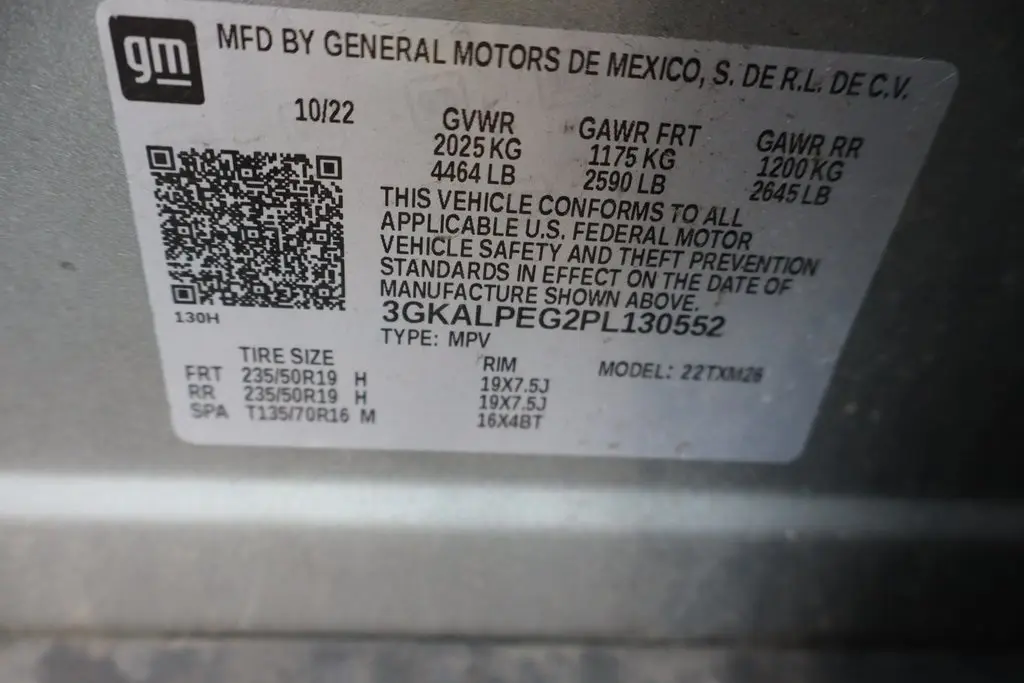 gm
MFD BY GENERAL MOTORS DE MEXICO, S. DE R.L. DE C.V.
10/22
GVWR GAWR FRT GAWR RR
2025 KG 1175 KG 1200 KG
4464 LB 2590 LB 2645 LB
THIS VEHICLE CONFORMS TO ALL
APPLICABLE U.S. FEDERAL MOTOR
VEHICLE SAFETY AND THEFT PREVENTION
STANDARDS IN EFFECT ON THE DATE OF
MANUFACTURE SHOWN ABOVE.
3GKALPEG2PL130552
130H
TYPE: MPV
TIRE SIZE RIM MODEL: 22TXM26
FRT 235/50R19 H 19X7.5J
RR 235/50R19 H 19X7.5J
SPA T135/70R16 M 16X4BT